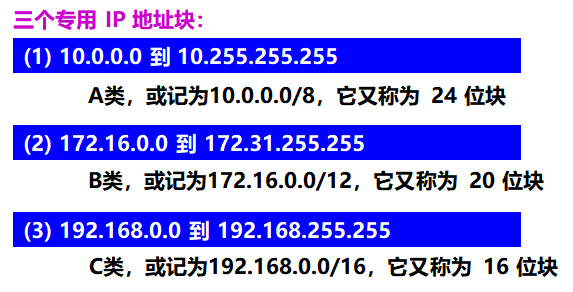 三个专用 IP 地址块：
(1) 10.0.0.0 到 10.255.255.255
A类，或记为10.0.0.0/8，它又称为 24 位块
(2) 172.16.0.0 到 172.31.255.255
B类，或记为172.16.0.0/12，它又称为 20 位块
(3) 192.168.0.0 到 192.168.255.255
C类，或记为192.168.0.0/16，它又称为 16 位块